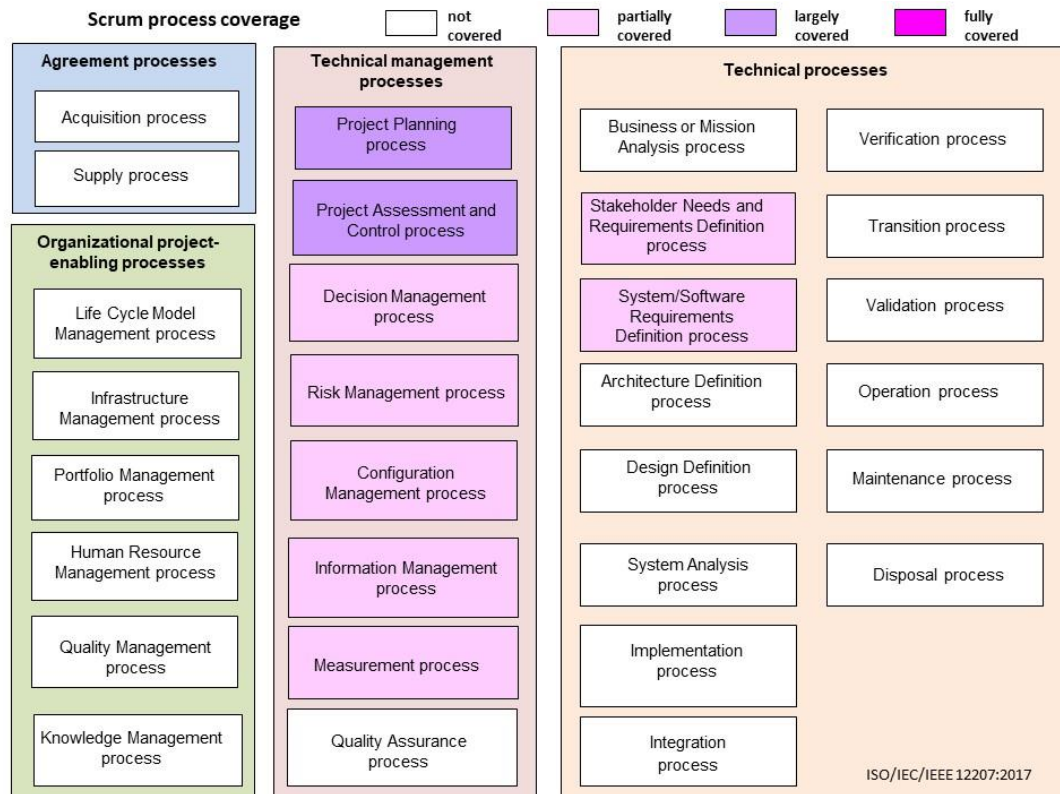 Scrum process coverage
not
covered
partially
covered
largely
covered
fully
covered
Agreement processes
Acquisition process
Supply process
Organizational project-
enabling processes
Life Cycle Model
Management process
Infrastructure
Management process
Portfolio Management
process
Human Resource
Management process
Quality Management
process
Knowledge Management
process
Technical management
processes
Project Planning
process
Project Assessment and
Control process
Decision Management
process
Risk Management process
Configuration
Management process
Information Management
process
Measurement process
Quality Assurance
process
Technical processes
Business or Mission
Analysis process
Stakeholder Needs and
Requirements Definition
process
System/Software
Requirements
Definition process
Architecture Definition
process
Design Definition
process
System Analysis
process
Implementation
process
Integration
process
Verification process
Transition process
Validation process
Operation process
Maintenance process
Disposal process
ISO/IEC/IEEE 12207:2017